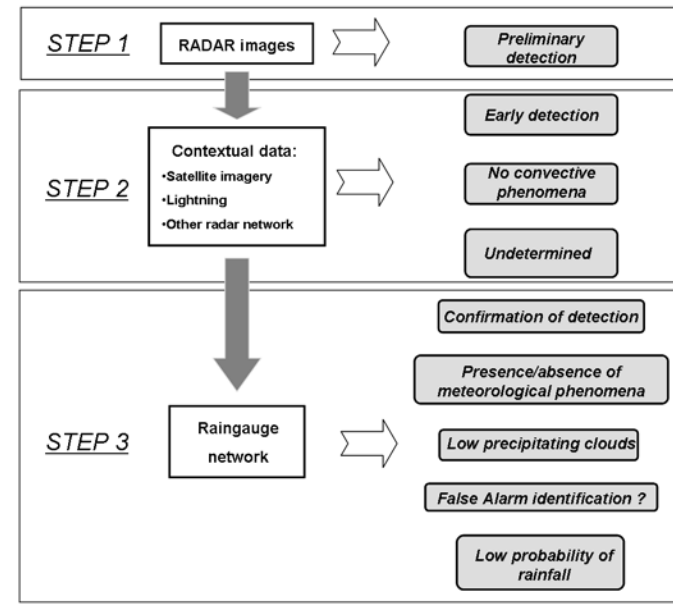 STEP 1
RADAR images
Preliminary
detection
STEP 2
Contextual data:
•Satellite imagery
•Lightning
•Other radar network
Early detection
No convective
phenomena
Undetermined
STEP 3
Raingauge
network
Confirmation of detection
Presence/absence of
meteorological phenomena
Low precipitating clouds
False Alarm identification ?
Low probability of
rainfall